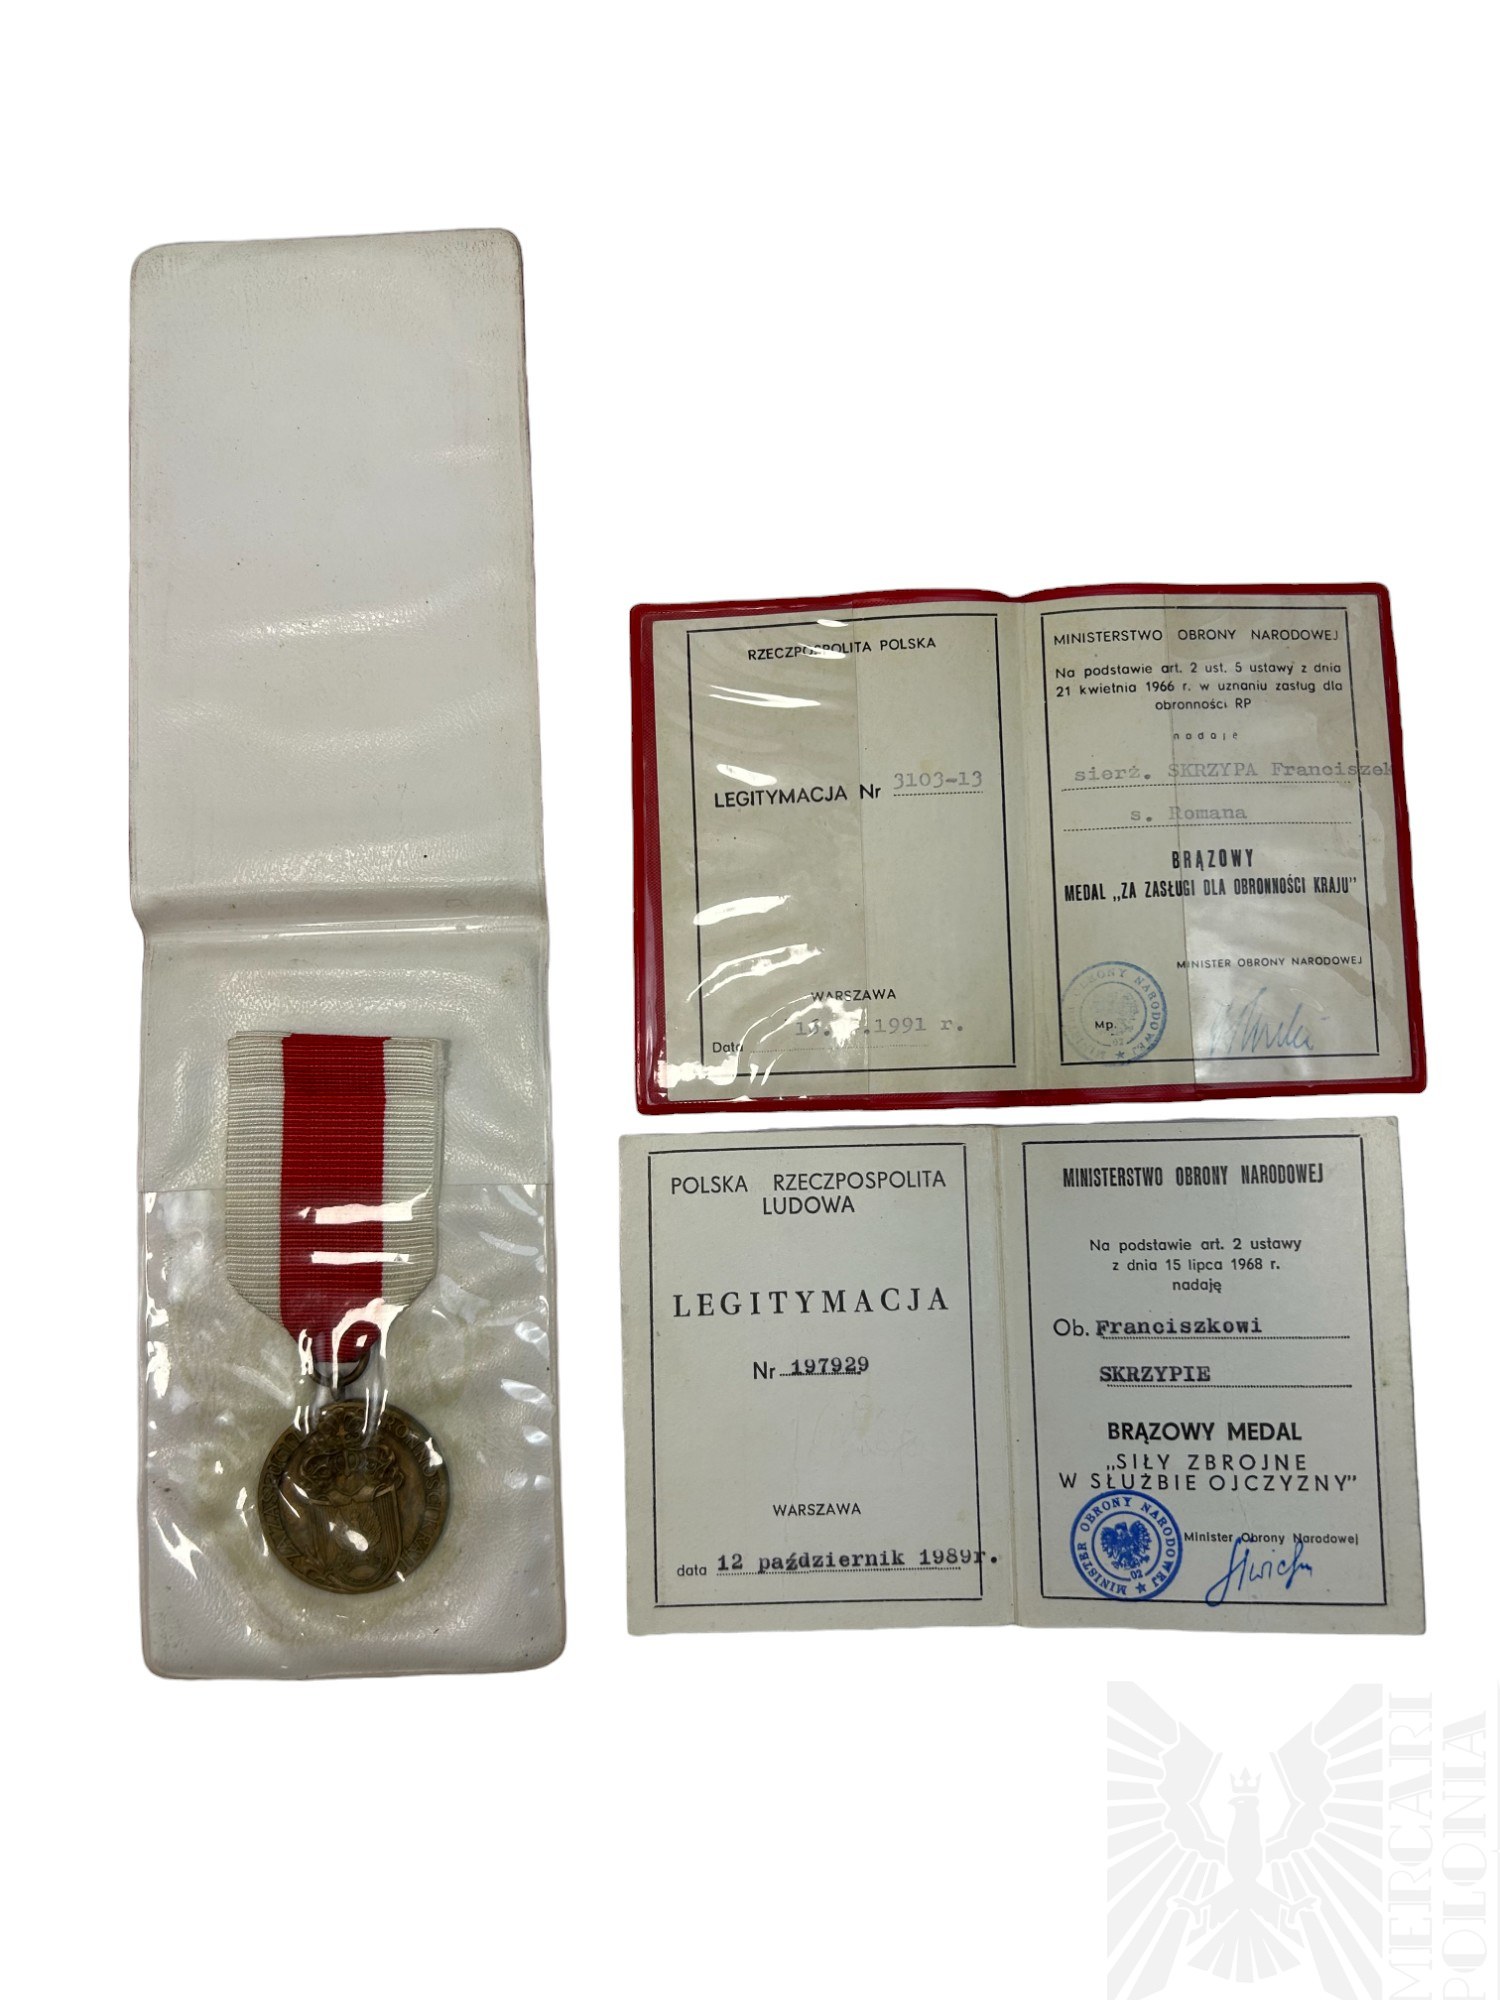 RZECZPOSPOLITA POLSKA
LEGITYMACJA Nr 3103-13
WARSZAWA
Data 1991 r.
MINISTERSTWO OBRONY NARODOWEJ
Na podstawie art. 2 ust. 5 ustawy z dnia
21 kwietnia 1966 r. w uznaniu zasług dla
obronności RP
nadaje
sierż. SKRZYPA Franciszek
s. Romana
BRĄZOWY
MEDAL „ZA ZASŁUGI DLA OBRONNOŚCI KRAJU"
MINISTER OBRONY NARODOWEJ
Mp.
POLSKA RZECZPOSPOLITA
LUDOWA
LEGITYMACJA
Nr 197929
WARSZAWA
data 12 październik 1989r.
MINISTERSTWO OBRONY NARODOWEJ
Na podstawie art. 2 ustawy
z dnia 15 lipca 1968 r.
nadaję
Ob. Franciszkowi
SKRZYPIE
BRĄZOWY MEDAL
„SIŁY ZBROJNE
W SŁUŻBIE OJCZYZNY"
Minister Obrony Narodowej
MINISTER OBRONY NARODOWEJ
02
MERCARI
POLONIA